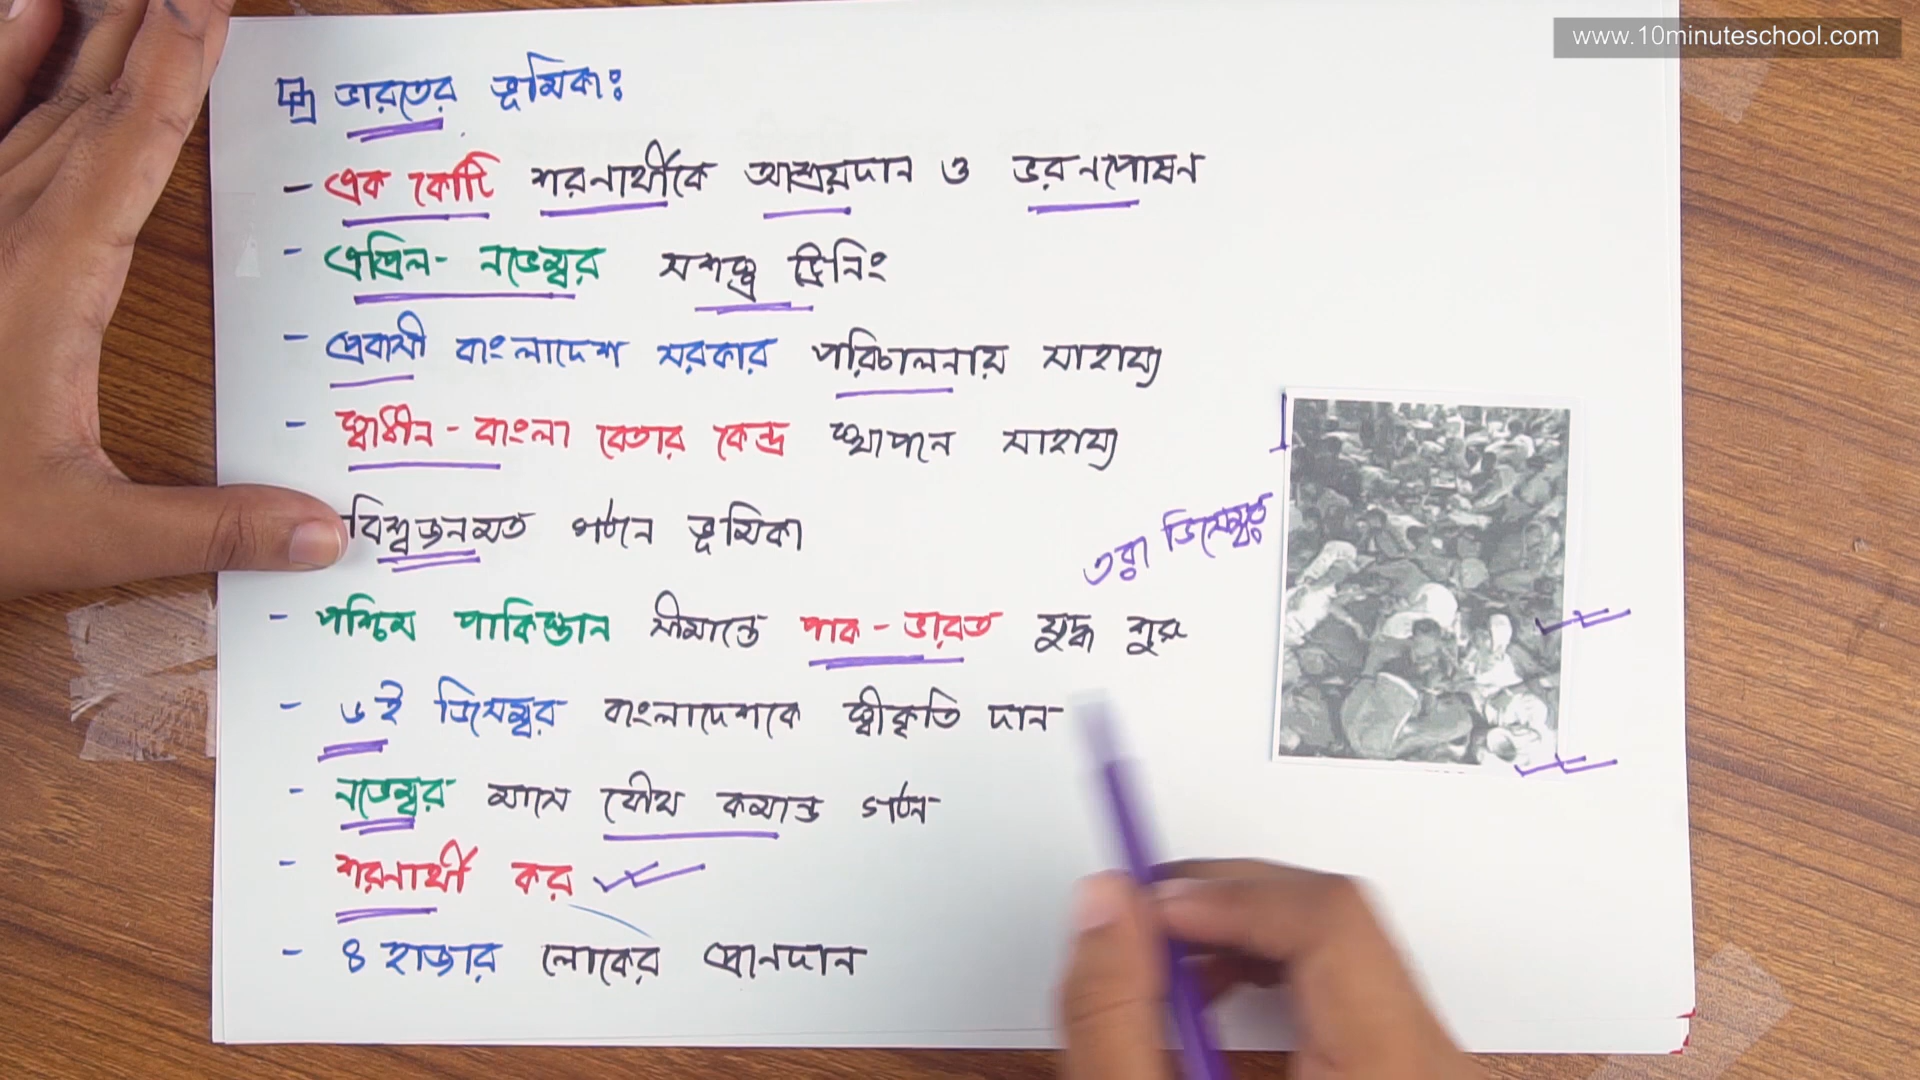 www.10minuteschool.com
ভারতের ভূমিকাঃ
- এক কোটি শরনার্থীকে আশ্রয়দান ও ভরনপোষন
- এপ্রিল - নভেম্বর সশস্ত্র ট্রেনিং
- প্রবাসী বাংলাদেশ সরকার পরিচালনায় সাহায্য
- স্বাধীন - বাংলা বেতার কেন্দ্র স্থাপনে সাহায্য
বিশ্বজনমত গঠনে ভূমিকা
৩রা ডিসেম্বর
- পশ্চিম পাকিস্তান সীমান্তে পাক - ভারত যুদ্ধ শুরু
- ৬ই ডিসেম্বর বাংলাদেশকে স্বীকৃতি দান
- নভেম্বর মাসে যৌথ কমান্ড গঠন
- শরনার্থী কর
- ৪ হাজার লোকের প্রানদান